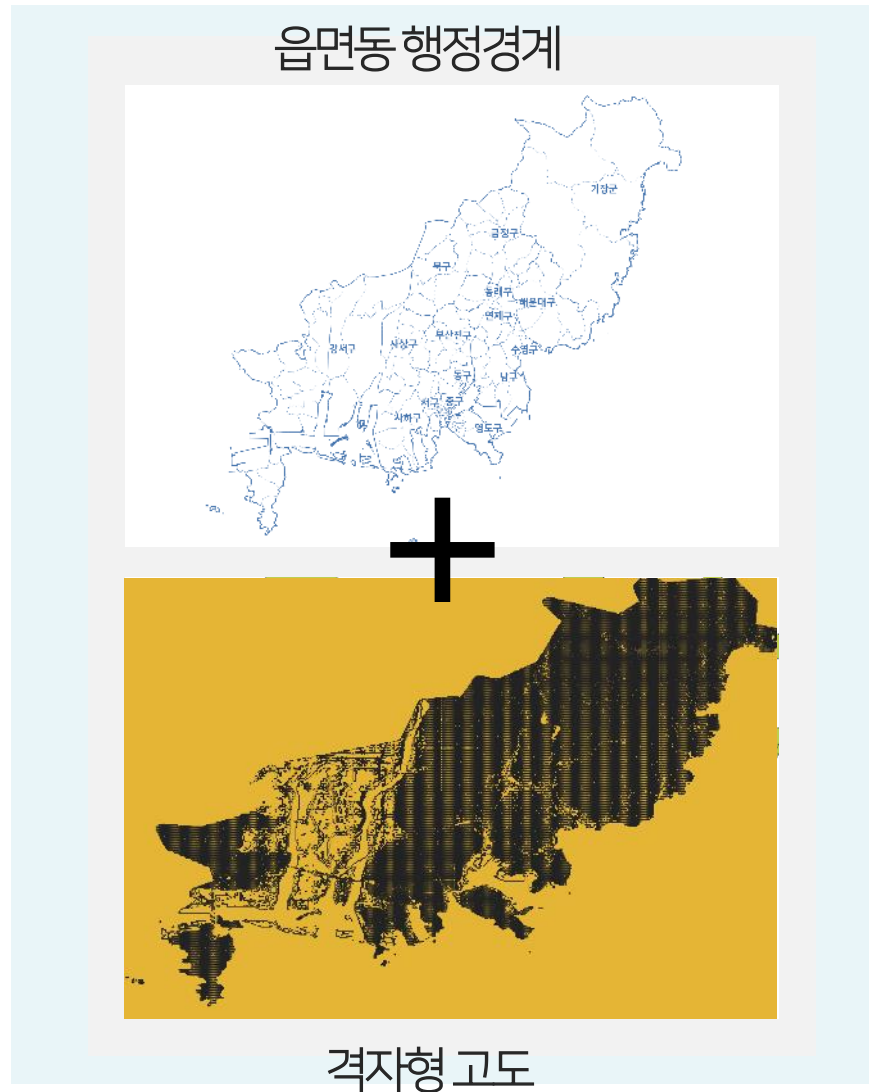 읍면동 행정경계
기장군
금정구
북구
동래구
해운대구
연제구
부산진구
강서구
사상구
수영구
동구
남구
서구
중구
사하구
영도구
+
격자형 고도